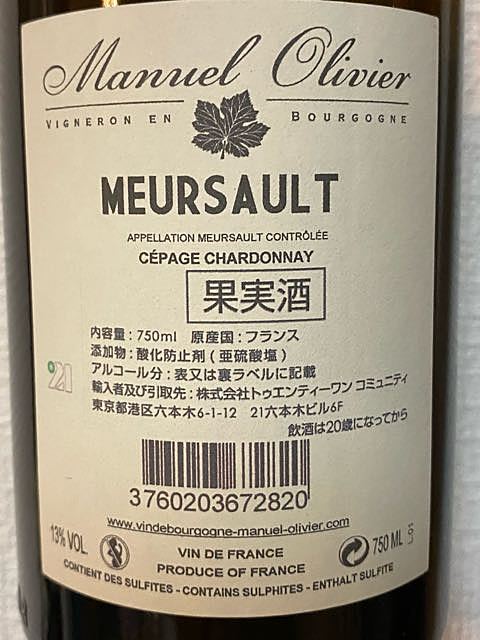 Manuel Olivier
VIGNERON EN BOURGOGNE
MEURSAULT
APPELLATION MEURSAULT CONTRÔLÉE
CÉPAGE CHARDONNAY
果実酒
内容量：750ml 原産国：フランス
添加物：酸化防止剤（亜硫酸塩）
アルコール分：表又は裏ラベルに記載
輸入者及び引取先：株式会社トゥエンティーワン コミュニティ
東京都港区六本木6-1-12 21六本木ビル6F
飲酒は20歳になってから
21
3760203672820
www.vindebourgogne-manuel-olivier.com
13% VOL.
VIN DE FRANCE
PRODUCE OF FRANCE
750 ML
CONTIENT DES SULFITES - CONTAINS SULPHITES - ENTHALT SULFITE